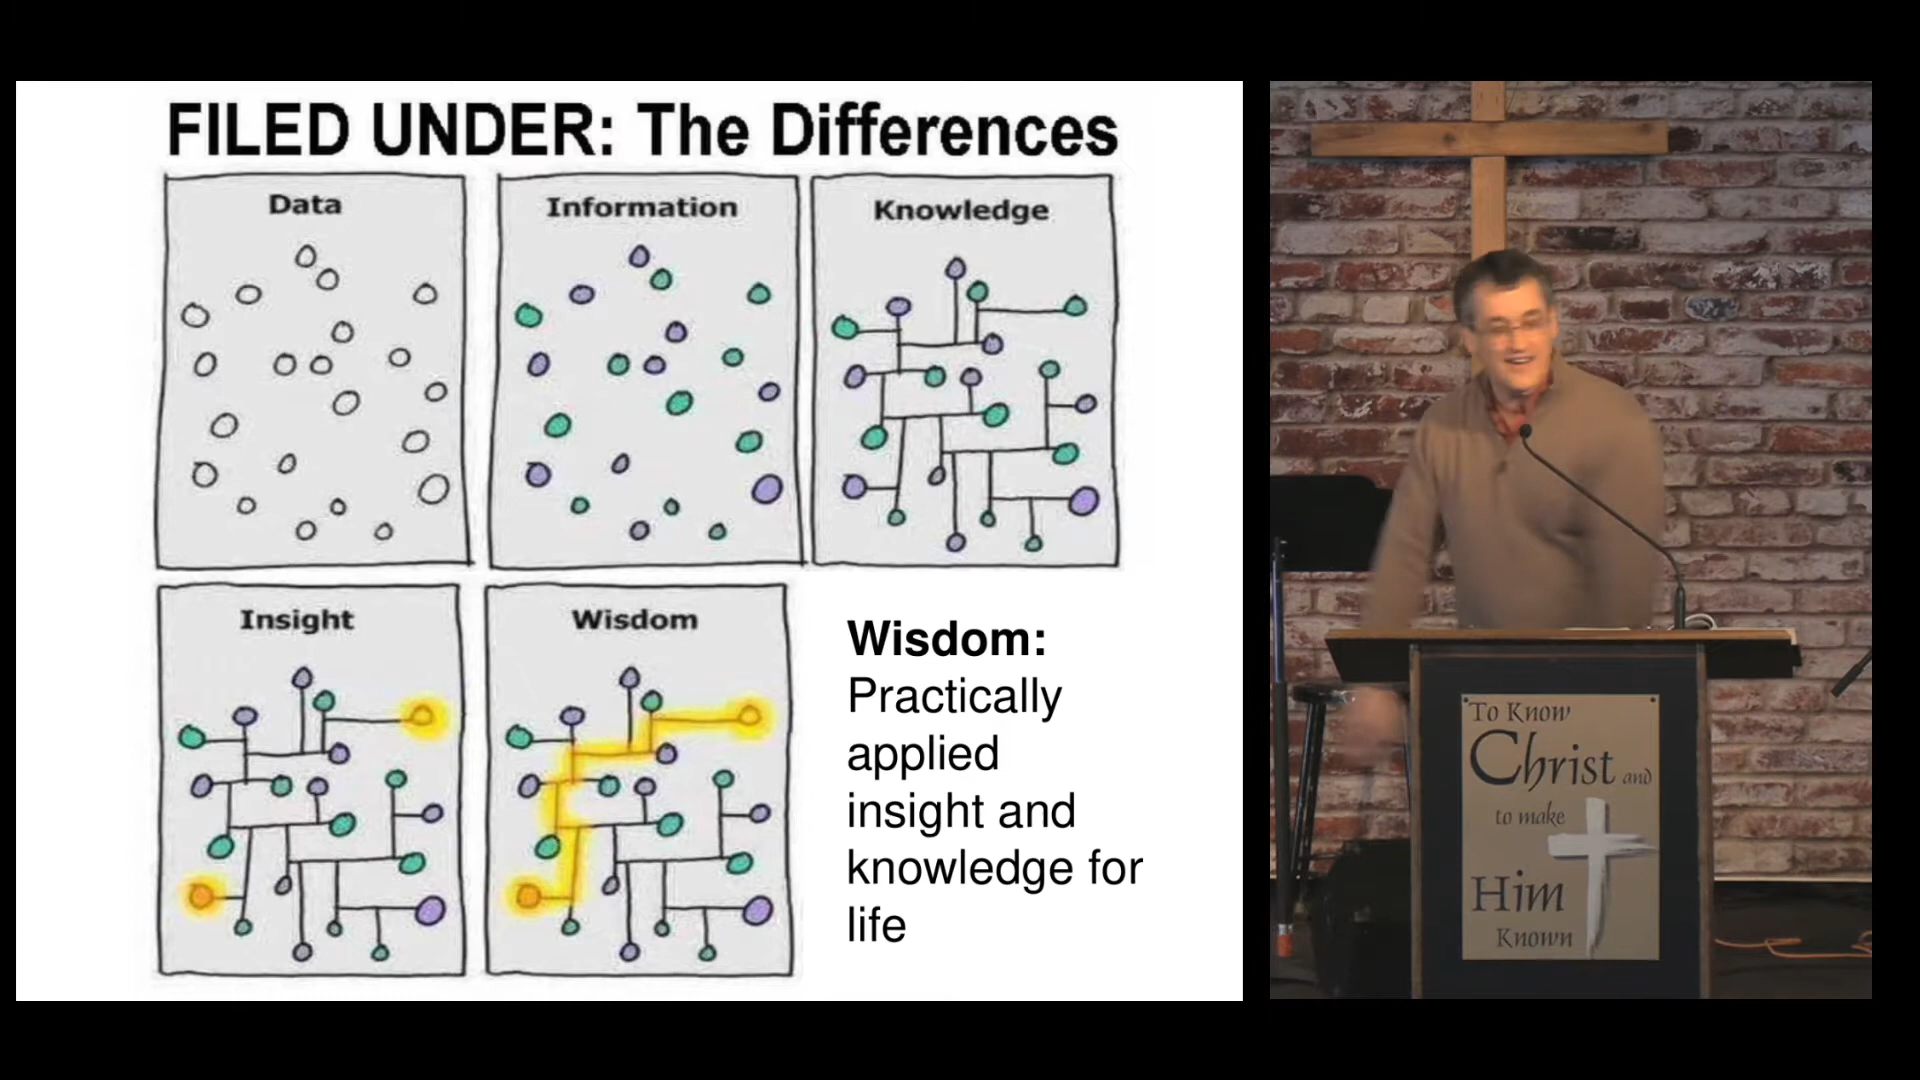 FILED UNDER: The Differences
Data
Information
Knowledge
Insight
Wisdom
Wisdom:
Practically
applied
insight and
knowledge for
life
To Know
Christ and
to make
Him
Known